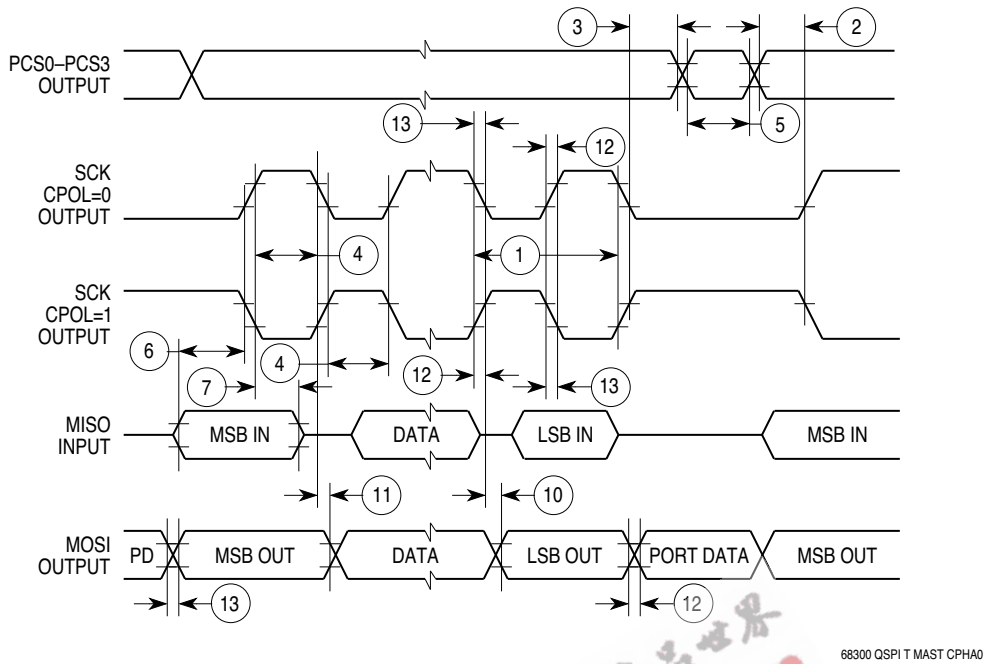 3
2
PCS0–PCS3
OUTPUT
5
13
12
SCK
CPOL=0
OUTPUT
4
1
SCK
CPOL=1
OUTPUT
6
4
12
13
7
MISO
INPUT
MSB IN
DATA
LSB IN
MSB IN
11
10
MOSI
OUTPUT
PD
MSB OUT
DATA
LSB OUT
PORT DATA
MSB OUT
13
12
世界
68300 QSPI T MAST CPHA0